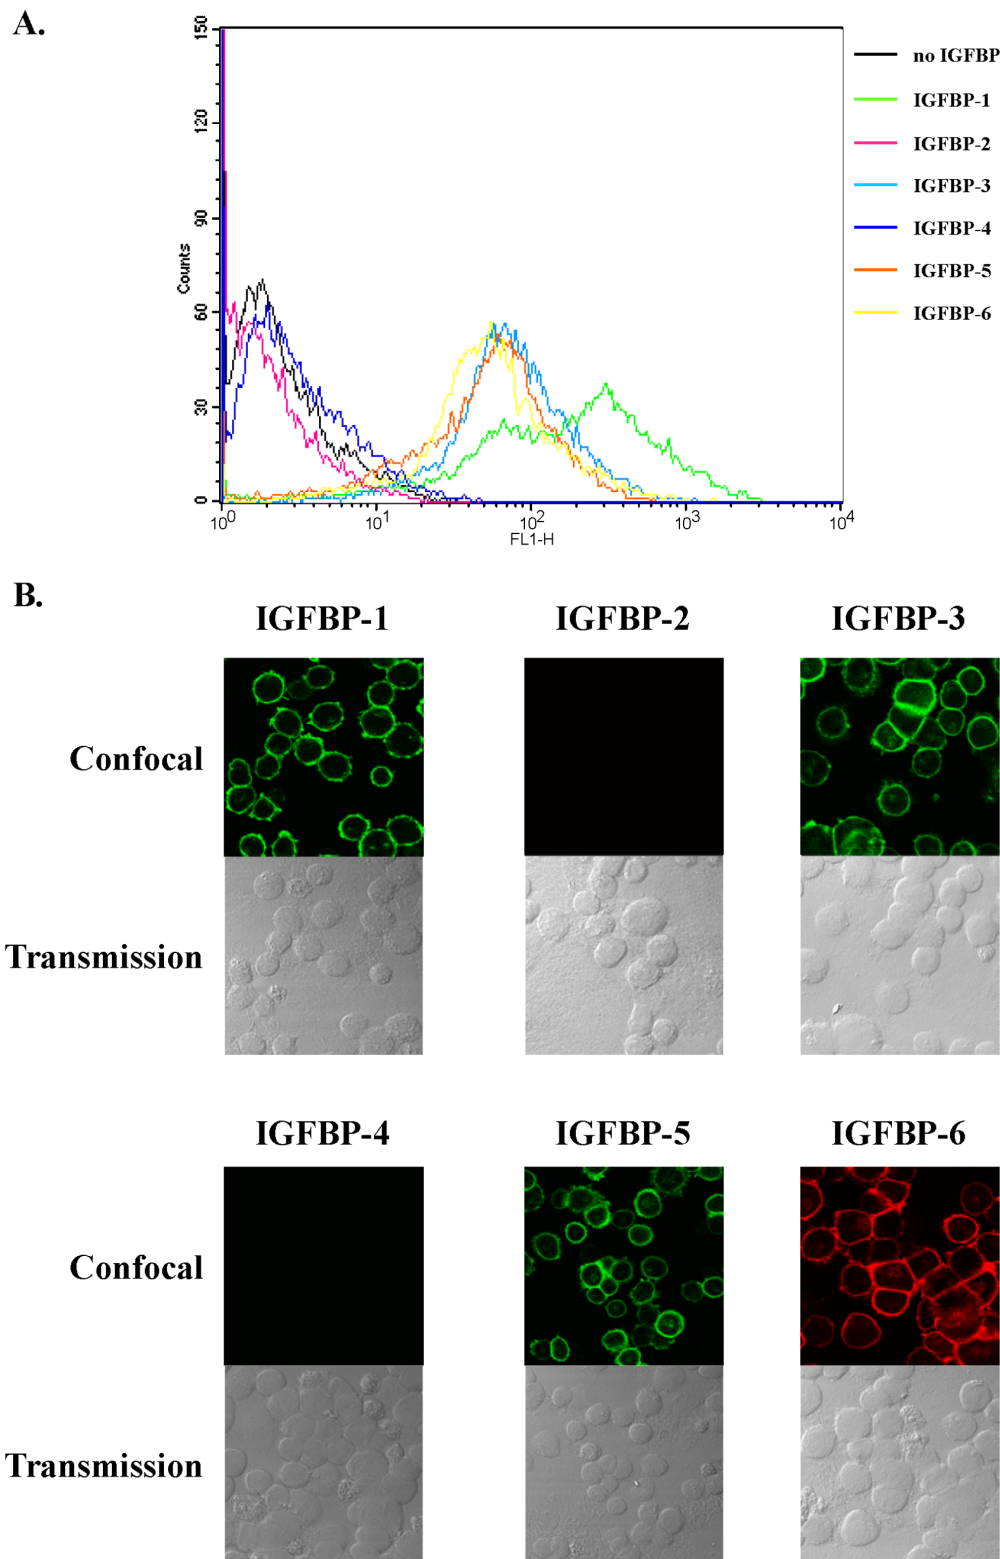 A.
150
120
90
60
30
0
Counts
10^0 10^1 10^2 10^3 10^4
FL1-H
no IGFBP
IGFBP-1
IGFBP-2
IGFBP-3
IGFBP-4
IGFBP-5
IGFBP-6
B.
IGFBP-1 IGFBP-2 IGFBP-3
Confocal
Transmission
IGFBP-4 IGFBP-5 IGFBP-6
Confocal
Transmission